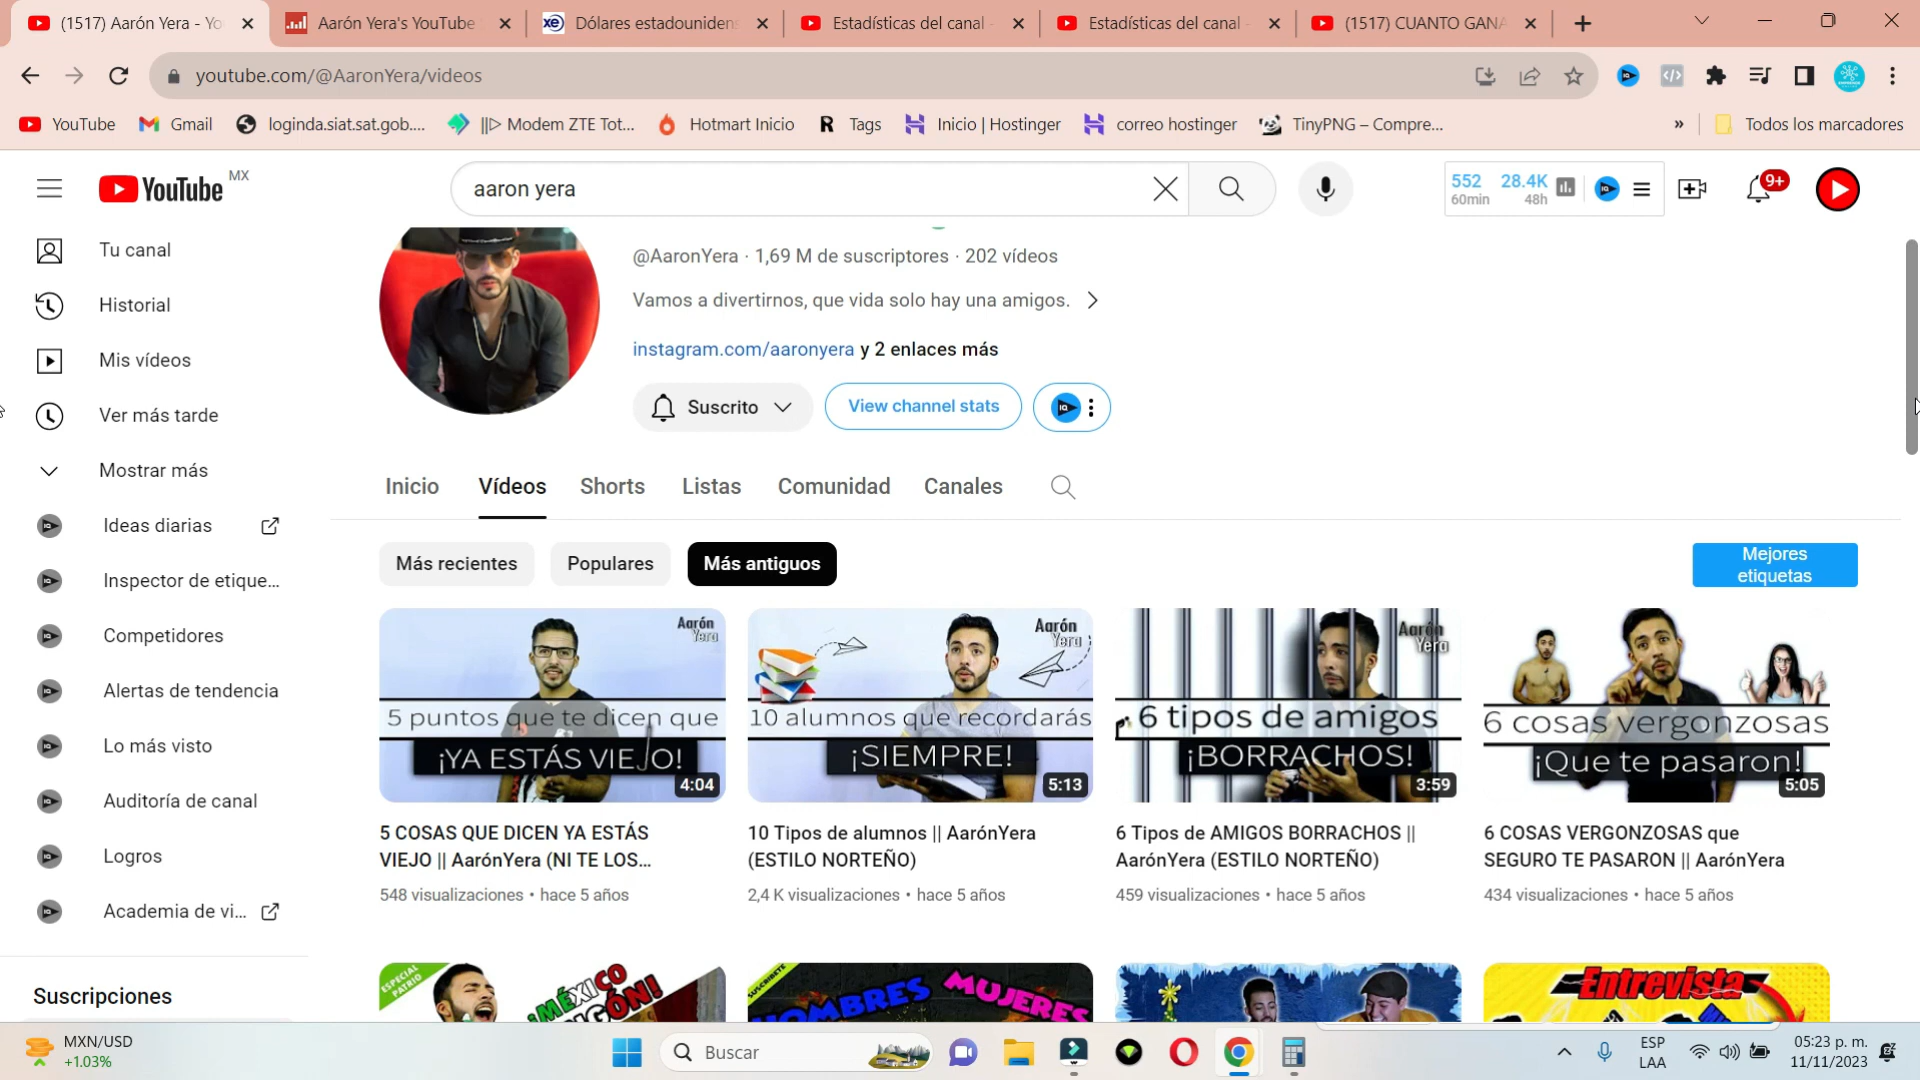 (1517) Aarón Yera - Yo
Aarón Yera's YouTube
Dólares estadouniden
Estadísticas del canal -
Estadísticas del canal -
(1517) CUANTO GANA
youtube.com/@AaronYera/videos
YouTube
Gmail
loginda.siat.sat.gob....
||▷ Modem ZTE Tot...
Hotmart Inicio
Tags
Inicio | Hostinger
correo hostinger
TinyPNG – Compre...
»
Todos los marcadores
YouTube MX
aaron yera
552 28.4K
60min 48h
9+
Tu canal
Historial
Mis vídeos
Ver más tarde
Mostrar más
Ideas diarias
Inspector de etique...
Competidores
Alertas de tendencia
Lo más visto
Auditoría de canal
Logros
Academia de vi...
Suscripciones
@AaronYera · 1,69 M de suscriptores · 202 vídeos
Vamos a divertirnos, que vida solo hay una amigos.
instagram.com/aaronyera y 2 enlaces más
Suscrito
View channel stats
Inicio
Vídeos
Shorts
Listas
Comunidad
Canales
Más recientes
Populares
Más antiguos
Mejores
etiquetas
Aarón
Yera
5 puntos que te dicen que
¡YA ESTÁS VIEJO!
4:04
Aarón
Yera
10 alumnos que recordarás
¡SIEMPRE!
5:13
Aarón
Yera
6 tipos de amigos
¡BORRACHOS!
3:59
6 cosas vergonzosas
¡Que te pasaron!
5:05
5 COSAS QUE DICEN YA ESTÁS
VIEJO || AarónYera (NI TE LOS...
548 visualizaciones • hace 5 años
10 Tipos de alumnos || AarónYera
(ESTILO NORTEÑO)
2,4 K visualizaciones • hace 5 años
6 Tipos de AMIGOS BORRACHOS ||
AarónYera (ESTILO NORTEÑO)
459 visualizaciones • hace 5 años
6 COSAS VERGONZOSAS que
SEGURO TE PASARON || AarónYera
434 visualizaciones • hace 5 años
ESPECIAL
PATRIO
¡MÉXICO
SUSCRIBETE
HOMBRES MUJERES
Entrevista
MXN/USD
+1.03%
Buscar
ESP
LAA
05:23 p. m.
11/11/2023